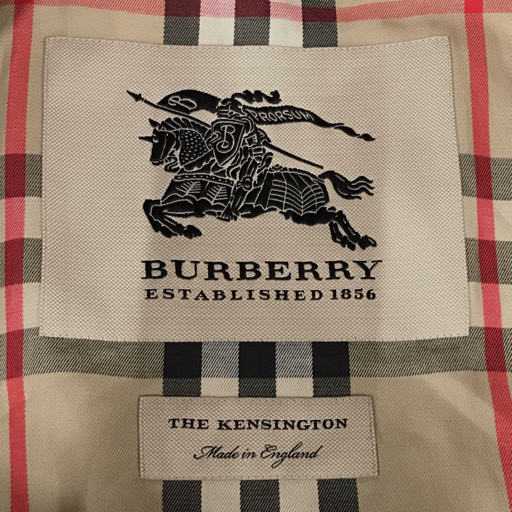 B PRORSUM
B
BURBERRY
ESTABLISHED 1856
THE KENSINGTON
Made in England